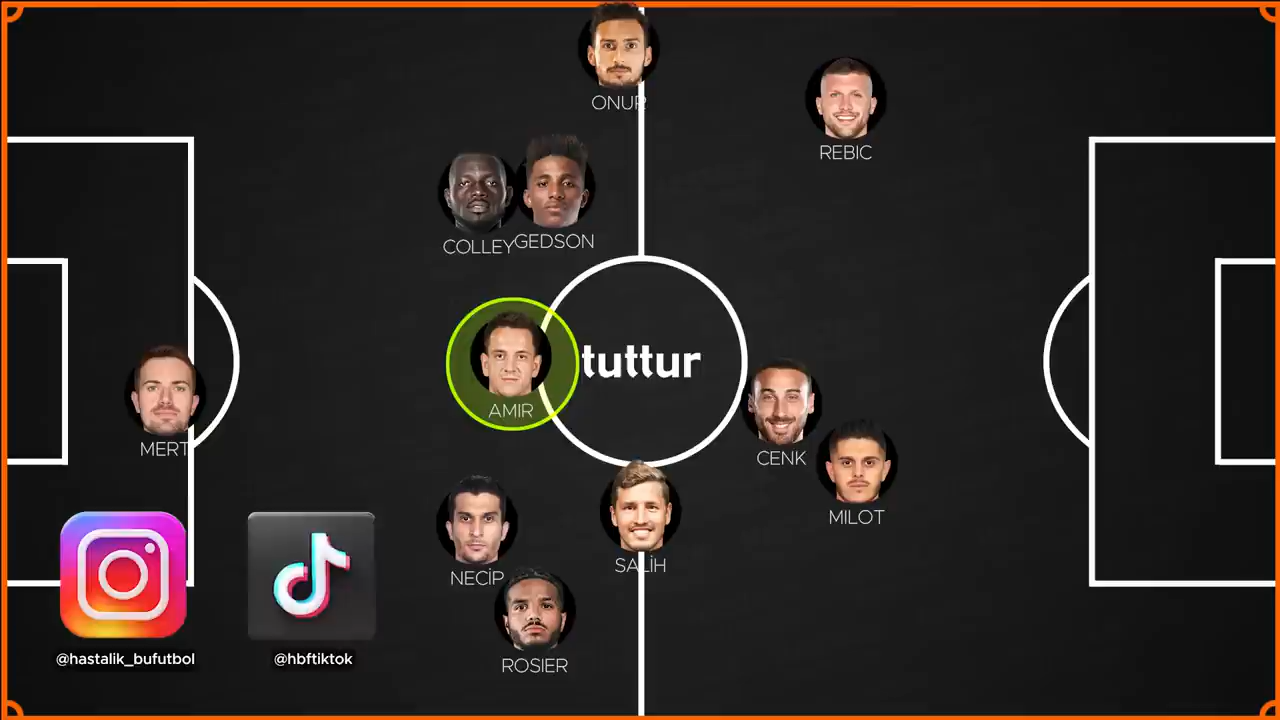 ONUR
REBIC
COLLEY
GEDSON
tuttur
AMIR
MERT
CENK
MILOT
SALİH
NECİP
ROSIER
@hastalik_bufutbol
@hbftiktok